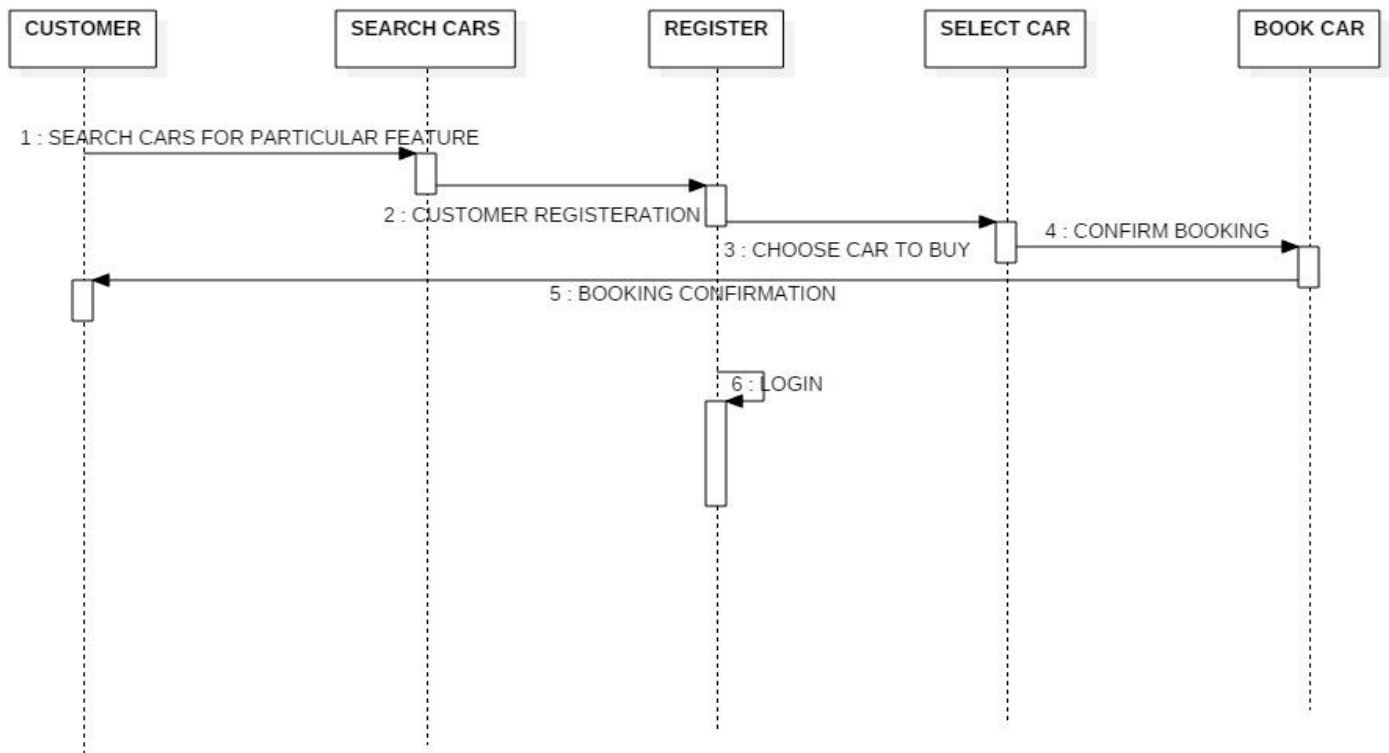 CUSTOMER
SEARCH CARS
REGISTER
SELECT CAR
BOOK CAR
1 : SEARCH CARS FOR PARTICULAR FEATURE
2 : CUSTOMER REGISTERATION
3 : CHOOSE CAR TO BUY
4 : CONFIRM BOOKING
5 : BOOKING CONFIRMATION
6 : LOGIN